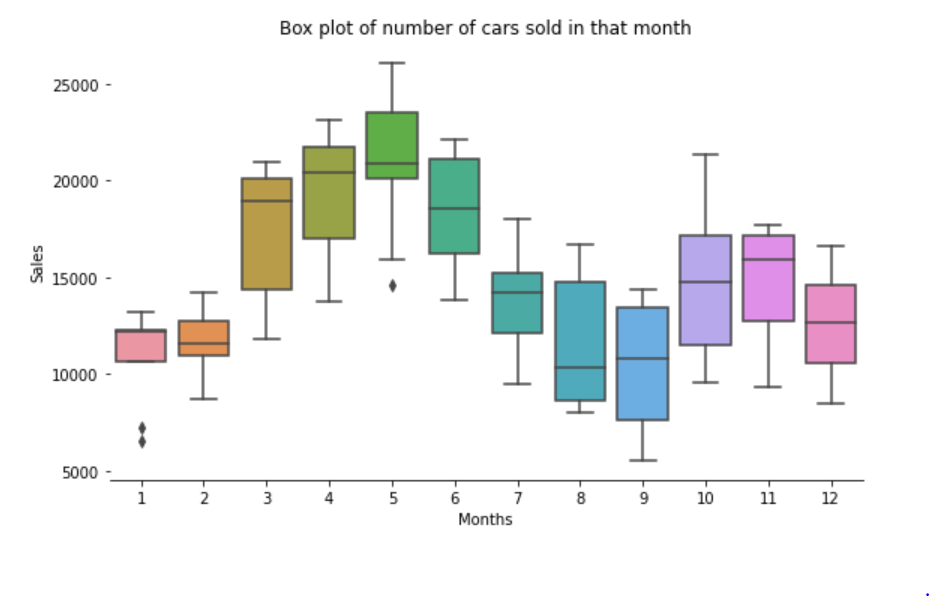 Box plot of number of cars sold in that month
25000
20000
15000
10000
5000
Sales
1 2 3 4 5 6 7 8 9 10 11 12
Months